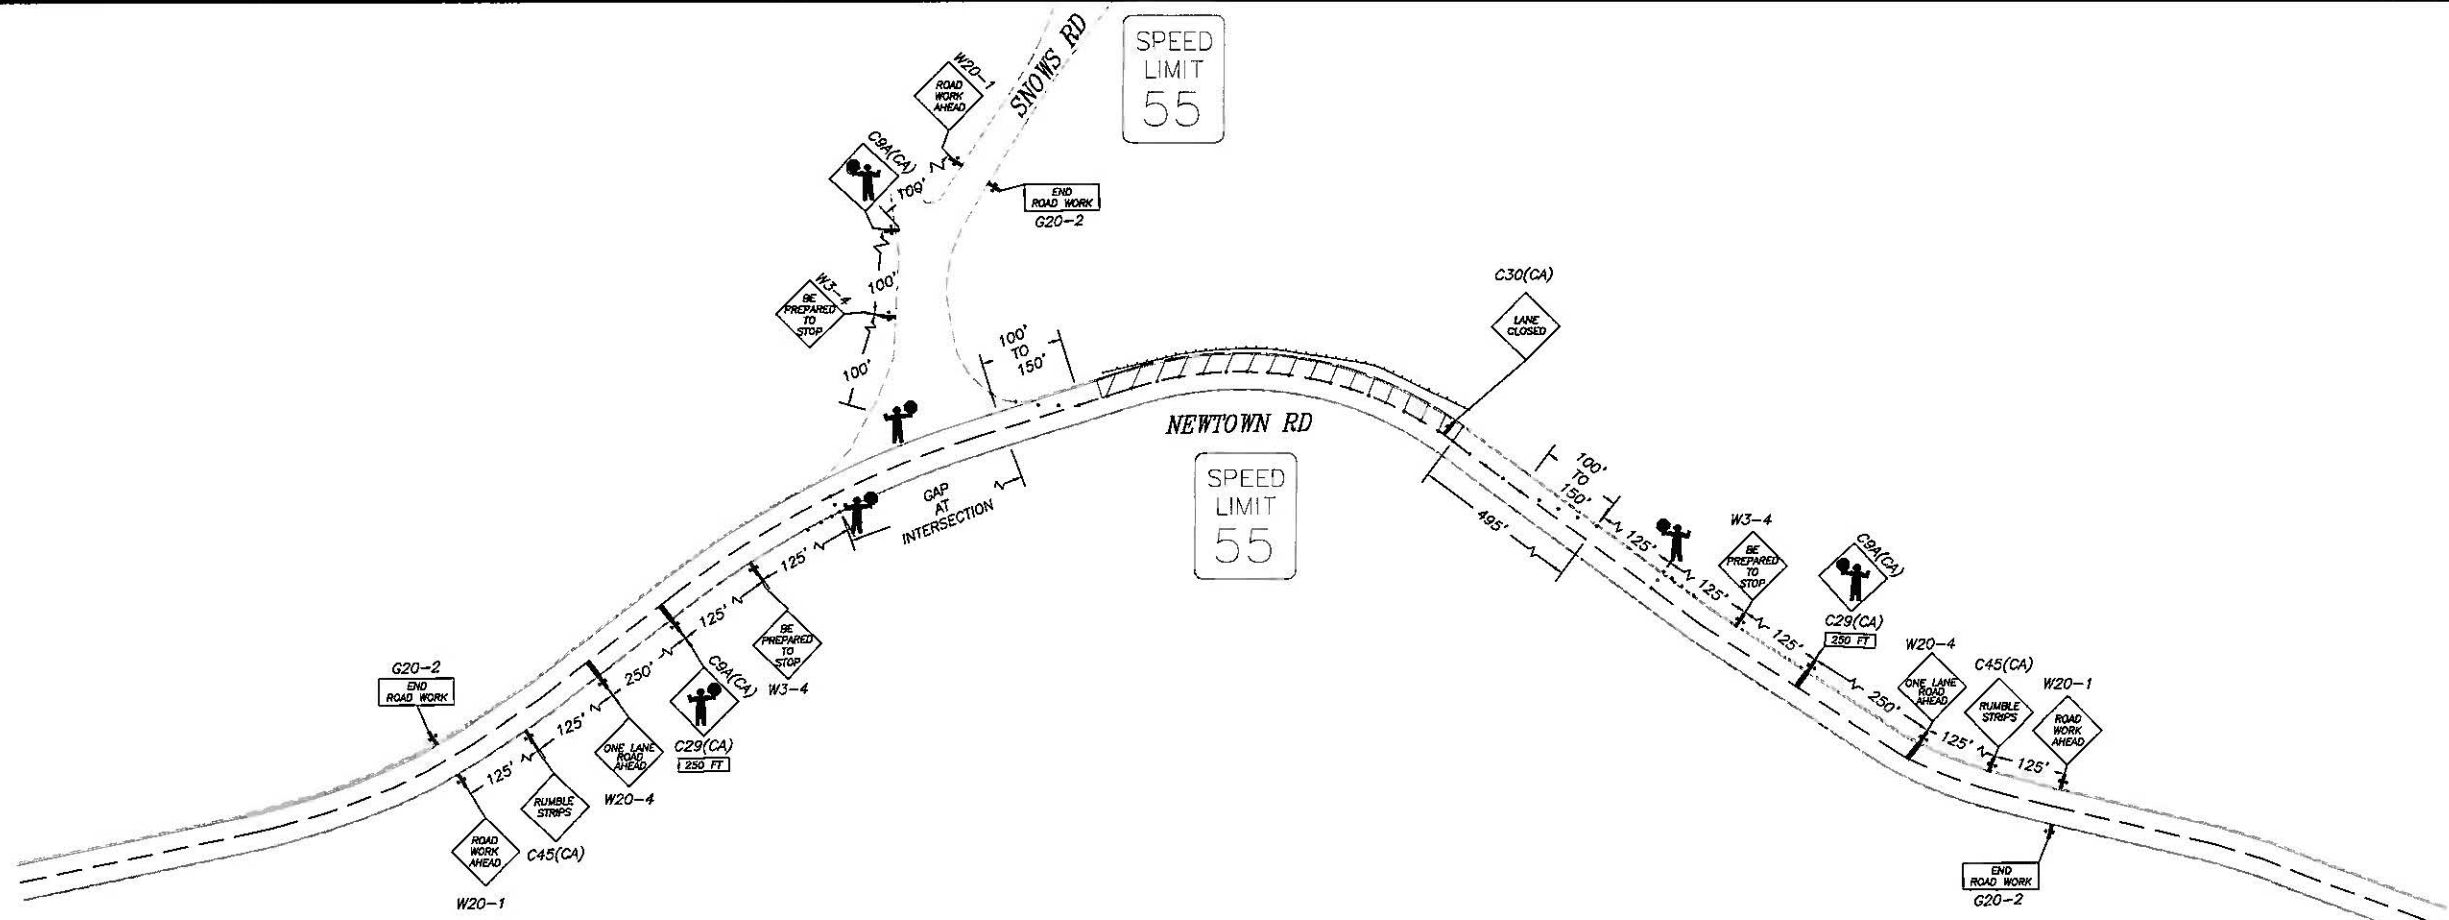 SNOWS RD
SPEED
LIMIT
55
W20-1
ROAD
WORK
AHEAD
C9A(CA)
100'
END
ROAD WORK
G20-2
100'
W3-4
BE
PREPARED
TO
STOP
100'
100'
TO
150'
C30(CA)
LANE
CLOSED
NEWTOWN RD
SPEED
LIMIT
55
GAP
AT
INTERSECTION
495'
100'
TO
150'
125'
W3-4
BE
PREPARED
TO
STOP
125'
C9A(CA)
C29(CA)
250 FT
125'
W20-4
ONE LANE
ROAD
AHEAD
250'
C45(CA)
RUMBLE
STRIPS
125'
W20-1
ROAD
WORK
AHEAD
125'
END
ROAD WORK
G20-2
125'
BE
PREPARED
TO
STOP
W3-4
125'
C9A(CA)
C29(CA)
250 FT
250'
ONE LANE
ROAD
AHEAD
W20-4
125'
RUMBLE
STRIPS
C45(CA)
125'
ROAD
WORK
AHEAD
W20-1
G20-2
END
ROAD WORK